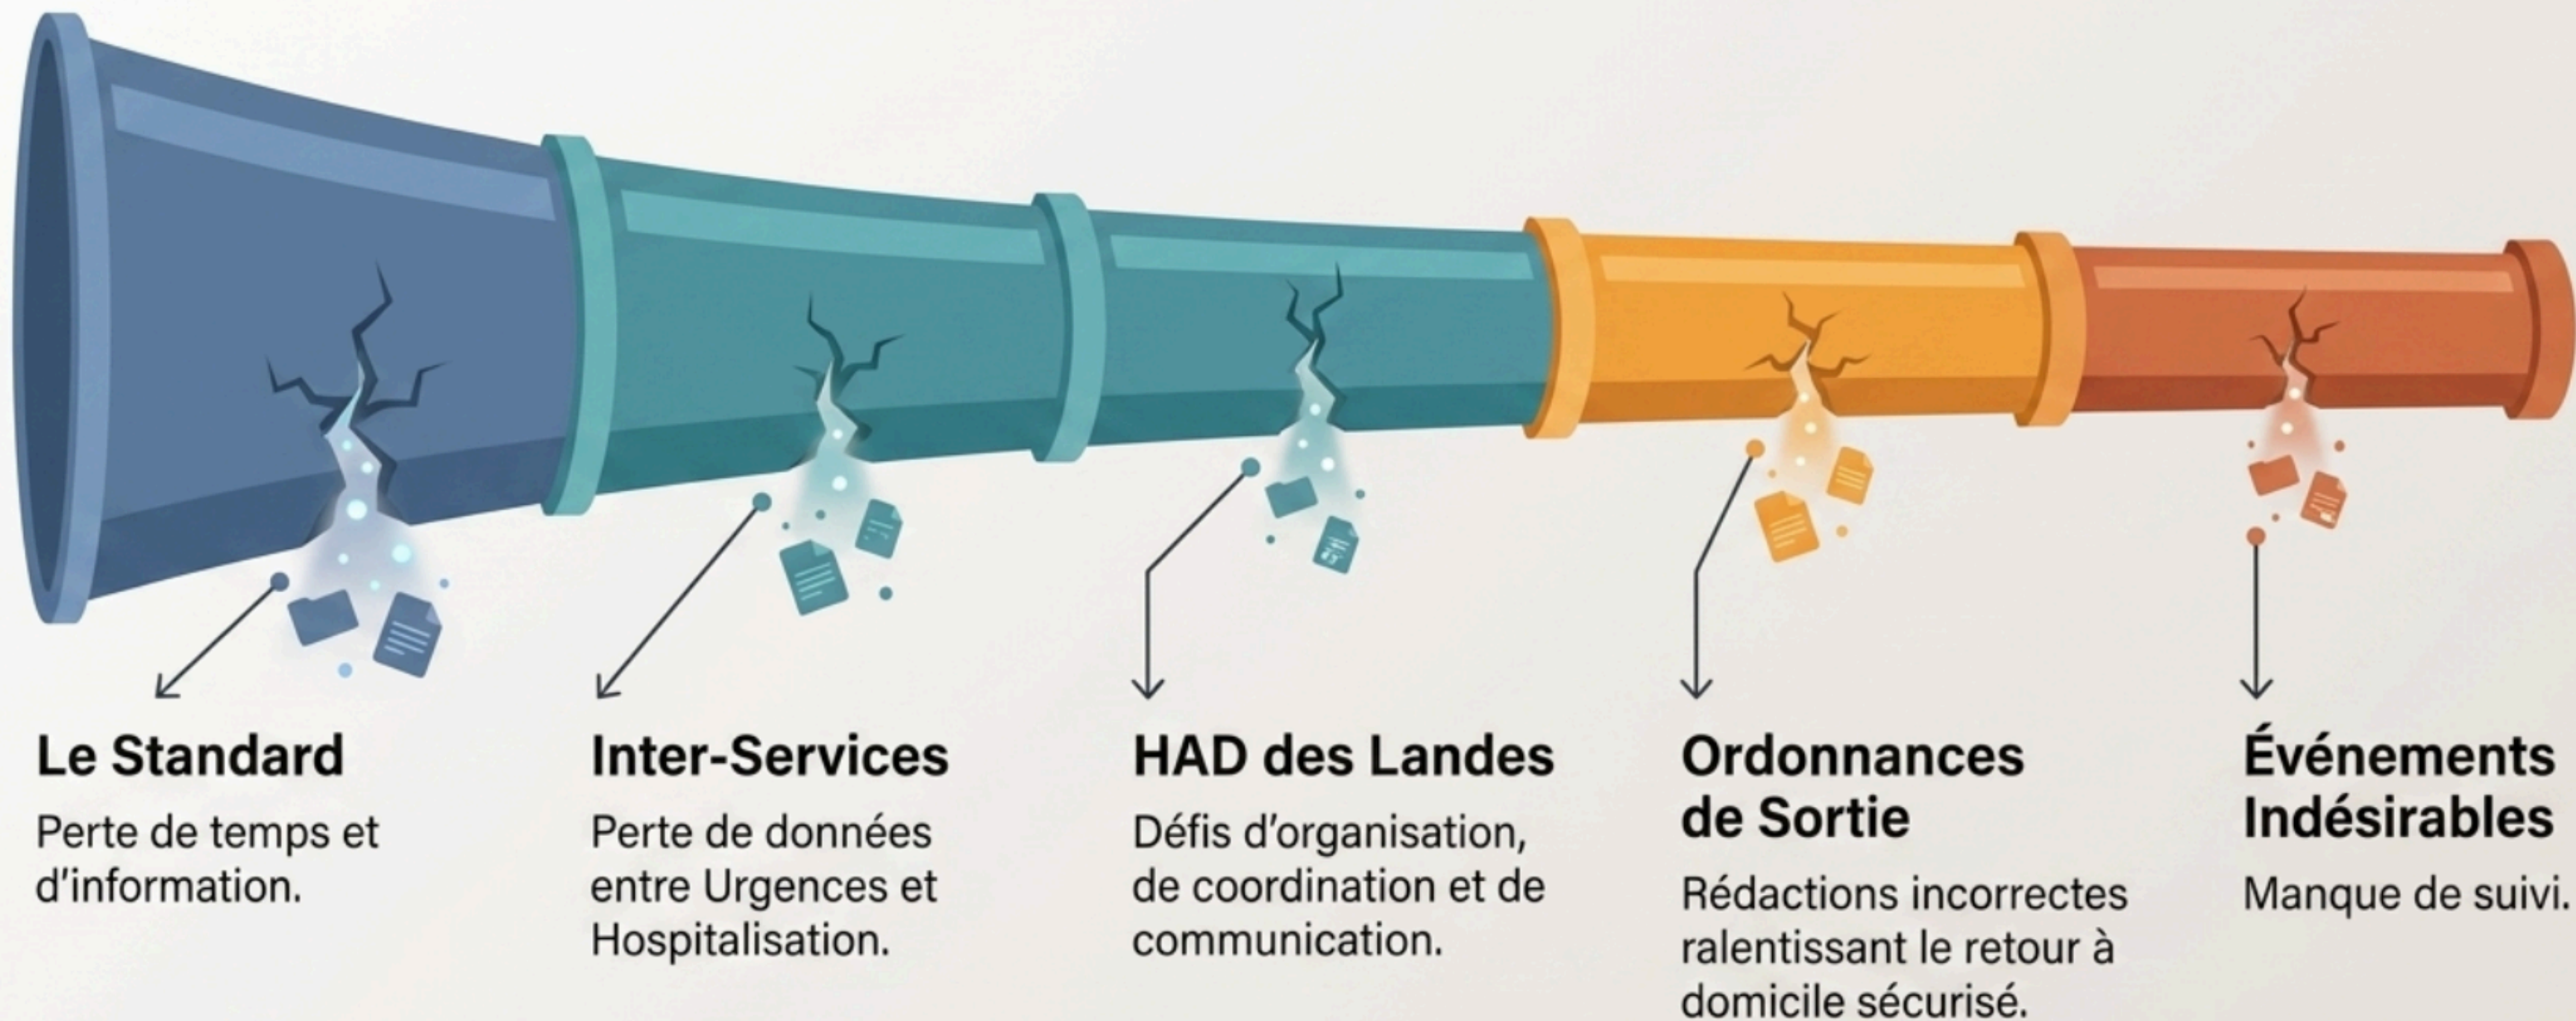 Le Standard
Perte de temps et
d’information.
Inter-Services
Perte de données
entre Urgences et
Hospitalisation.
HAD des Landes
Défis d’organisation,
de coordination et de
communication.
Ordonnances
de Sortie
Rédactions incorrectes
ralentissant le retour à
domicile sécurisé.
Événements
Indésirables
Manque de suivi.